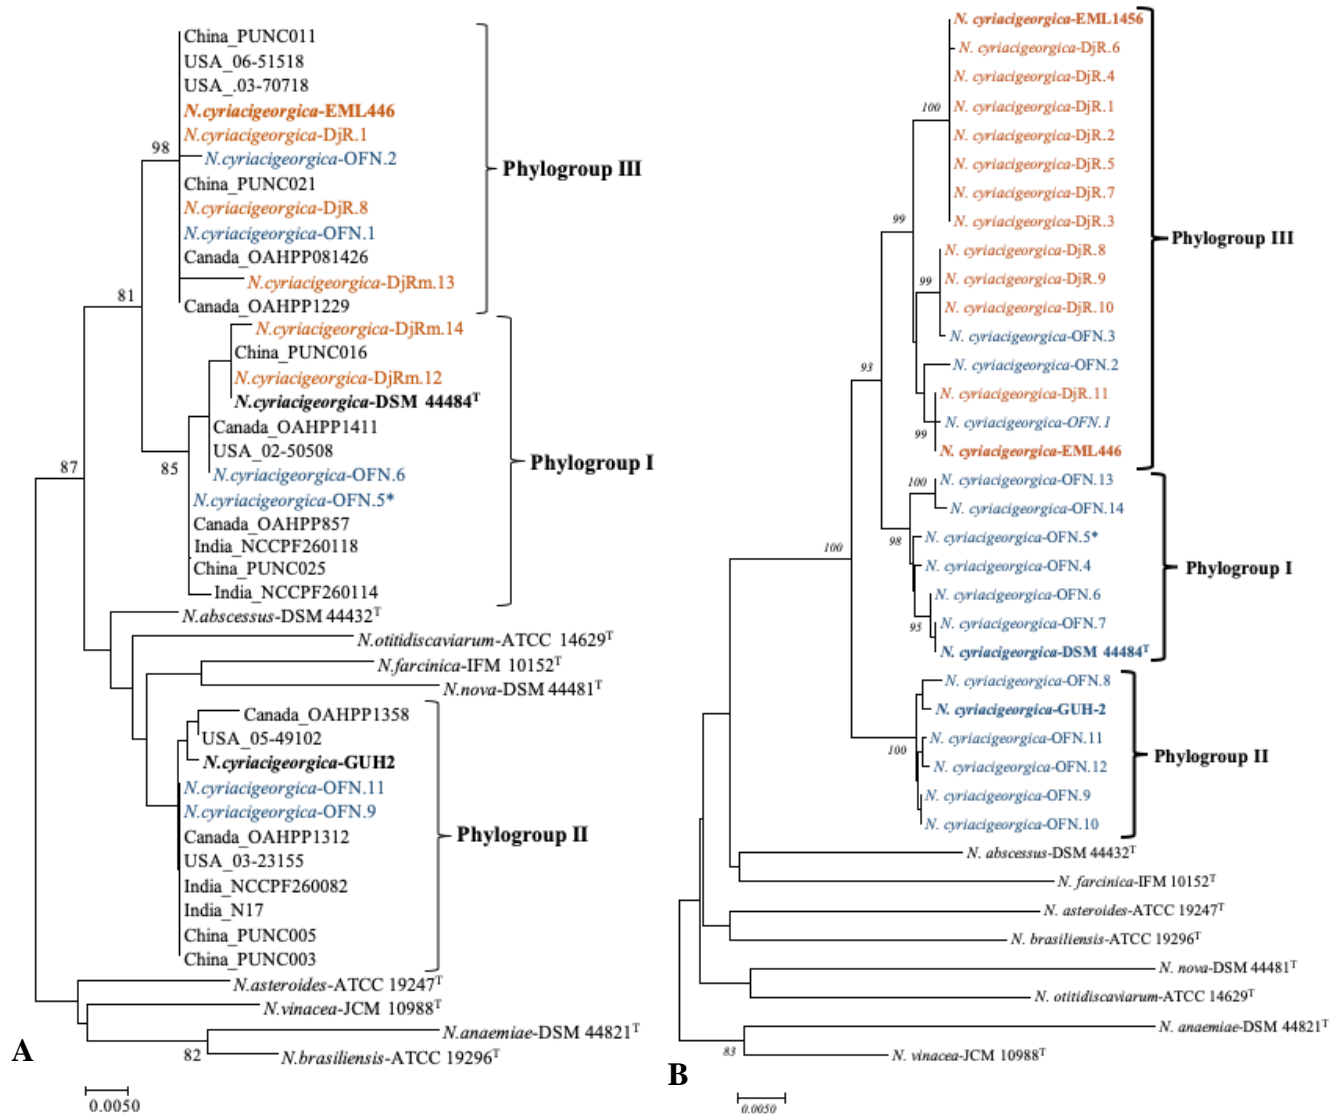 China_PUNC011
USA_06-51518
USA_.03-70718
N.cyriacigeorgica-EML446
N.cyriacigeorgica-DjR.1
98
N.cyriacigeorgica-OFN.2
Phylogroup III
China_PUNC021
N.cyriacigeorgica-DjR.8
N.cyriacigeorgica-OFN.1
Canada_OAHPP081426
N.cyriacigeorgica-DjRm.13
81
Canada_OAHPP1229
N.cyriacigeorgica-DjRm.14
China_PUNC016
N.cyriacigeorgica-DjRm.12
N.cyriacigeorgica-DSM 44484T
Canada_OAHPP1411
USA_02-50508
Phylogroup I
87
85
N.cyriacigeorgica-OFN.6
N.cyriacigeorgica-OFN.5*
Canada_OAHPP857
India_NCCPF260118
China_PUNC025
India_NCCPF260114
N.abscessus-DSM 44432T
N.otitidiscaviarum-ATCC 14629T
N.farcinica-IFM 10152T
N.nova-DSM 44481T
Canada_OAHPP1358
USA_05-49102
N.cyriacigeorgica-GUH2
N.cyriacigeorgica-OFN.11
N.cyriacigeorgica-OFN.9
Canada_OAHPP1312
Phylogroup II
USA_03-23155
India_NCCPF260082
India_N17
China_PUNC005
China_PUNC003
N.asteroides-ATCC 19247T
N.vinacea-JCM 10988T
N.anaemiae-DSM 44821T
82
N.brasiliensis-ATCC 19296T
A
0.0050
N. cyriacigeorgica-EML1456
N. cyriacigeorgica-DjR.6
N. cyriacigeorgica-DjR.4
100
N. cyriacigeorgica-DjR.1
N. cyriacigeorgica-DjR.2
N. cyriacigeorgica-DjR.5
N. cyriacigeorgica-DjR.7
99
N. cyriacigeorgica-DjR.3
Phylogroup III
N. cyriacigeorgica-DjR.8
99
N. cyriacigeorgica-DjR.9
N. cyriacigeorgica-DjR.10
N. cyriacigeorgica-OFN.3
93
N. cyriacigeorgica-OFN.2
N. cyriacigeorgica-DjR.11
N. cyriacigeorgica-OFN.1
99
N. cyriacigeorgica-EML446
100
N. cyriacigeorgica-OFN.13
N. cyriacigeorgica-OFN.14
98
N. cyriacigeorgica-OFN.5*
100
N. cyriacigeorgica-OFN.4
Phylogroup I
N. cyriacigeorgica-OFN.6
95
N. cyriacigeorgica-OFN.7
N. cyriacigeorgica-DSM 44484T
N. cyriacigeorgica-OFN.8
N. cyriacigeorgica-GUH-2
100
N. cyriacigeorgica-OFN.11
Phylogroup II
N. cyriacigeorgica-OFN.12
N. cyriacigeorgica-OFN.9
N. cyriacigeorgica-OFN.10
N. abscessus-DSM 44432T
N. farcinica-IFM 10152T
N. asteroides-ATCC 19247T
N. brasiliensis-ATCC 19296T
N. nova-DSM 44481T
N. otitidiscaviarum-ATCC 14629T
N. anaemiae-DSM 44821T
83
N. vinacea-JCM 10988T
B
0.0050